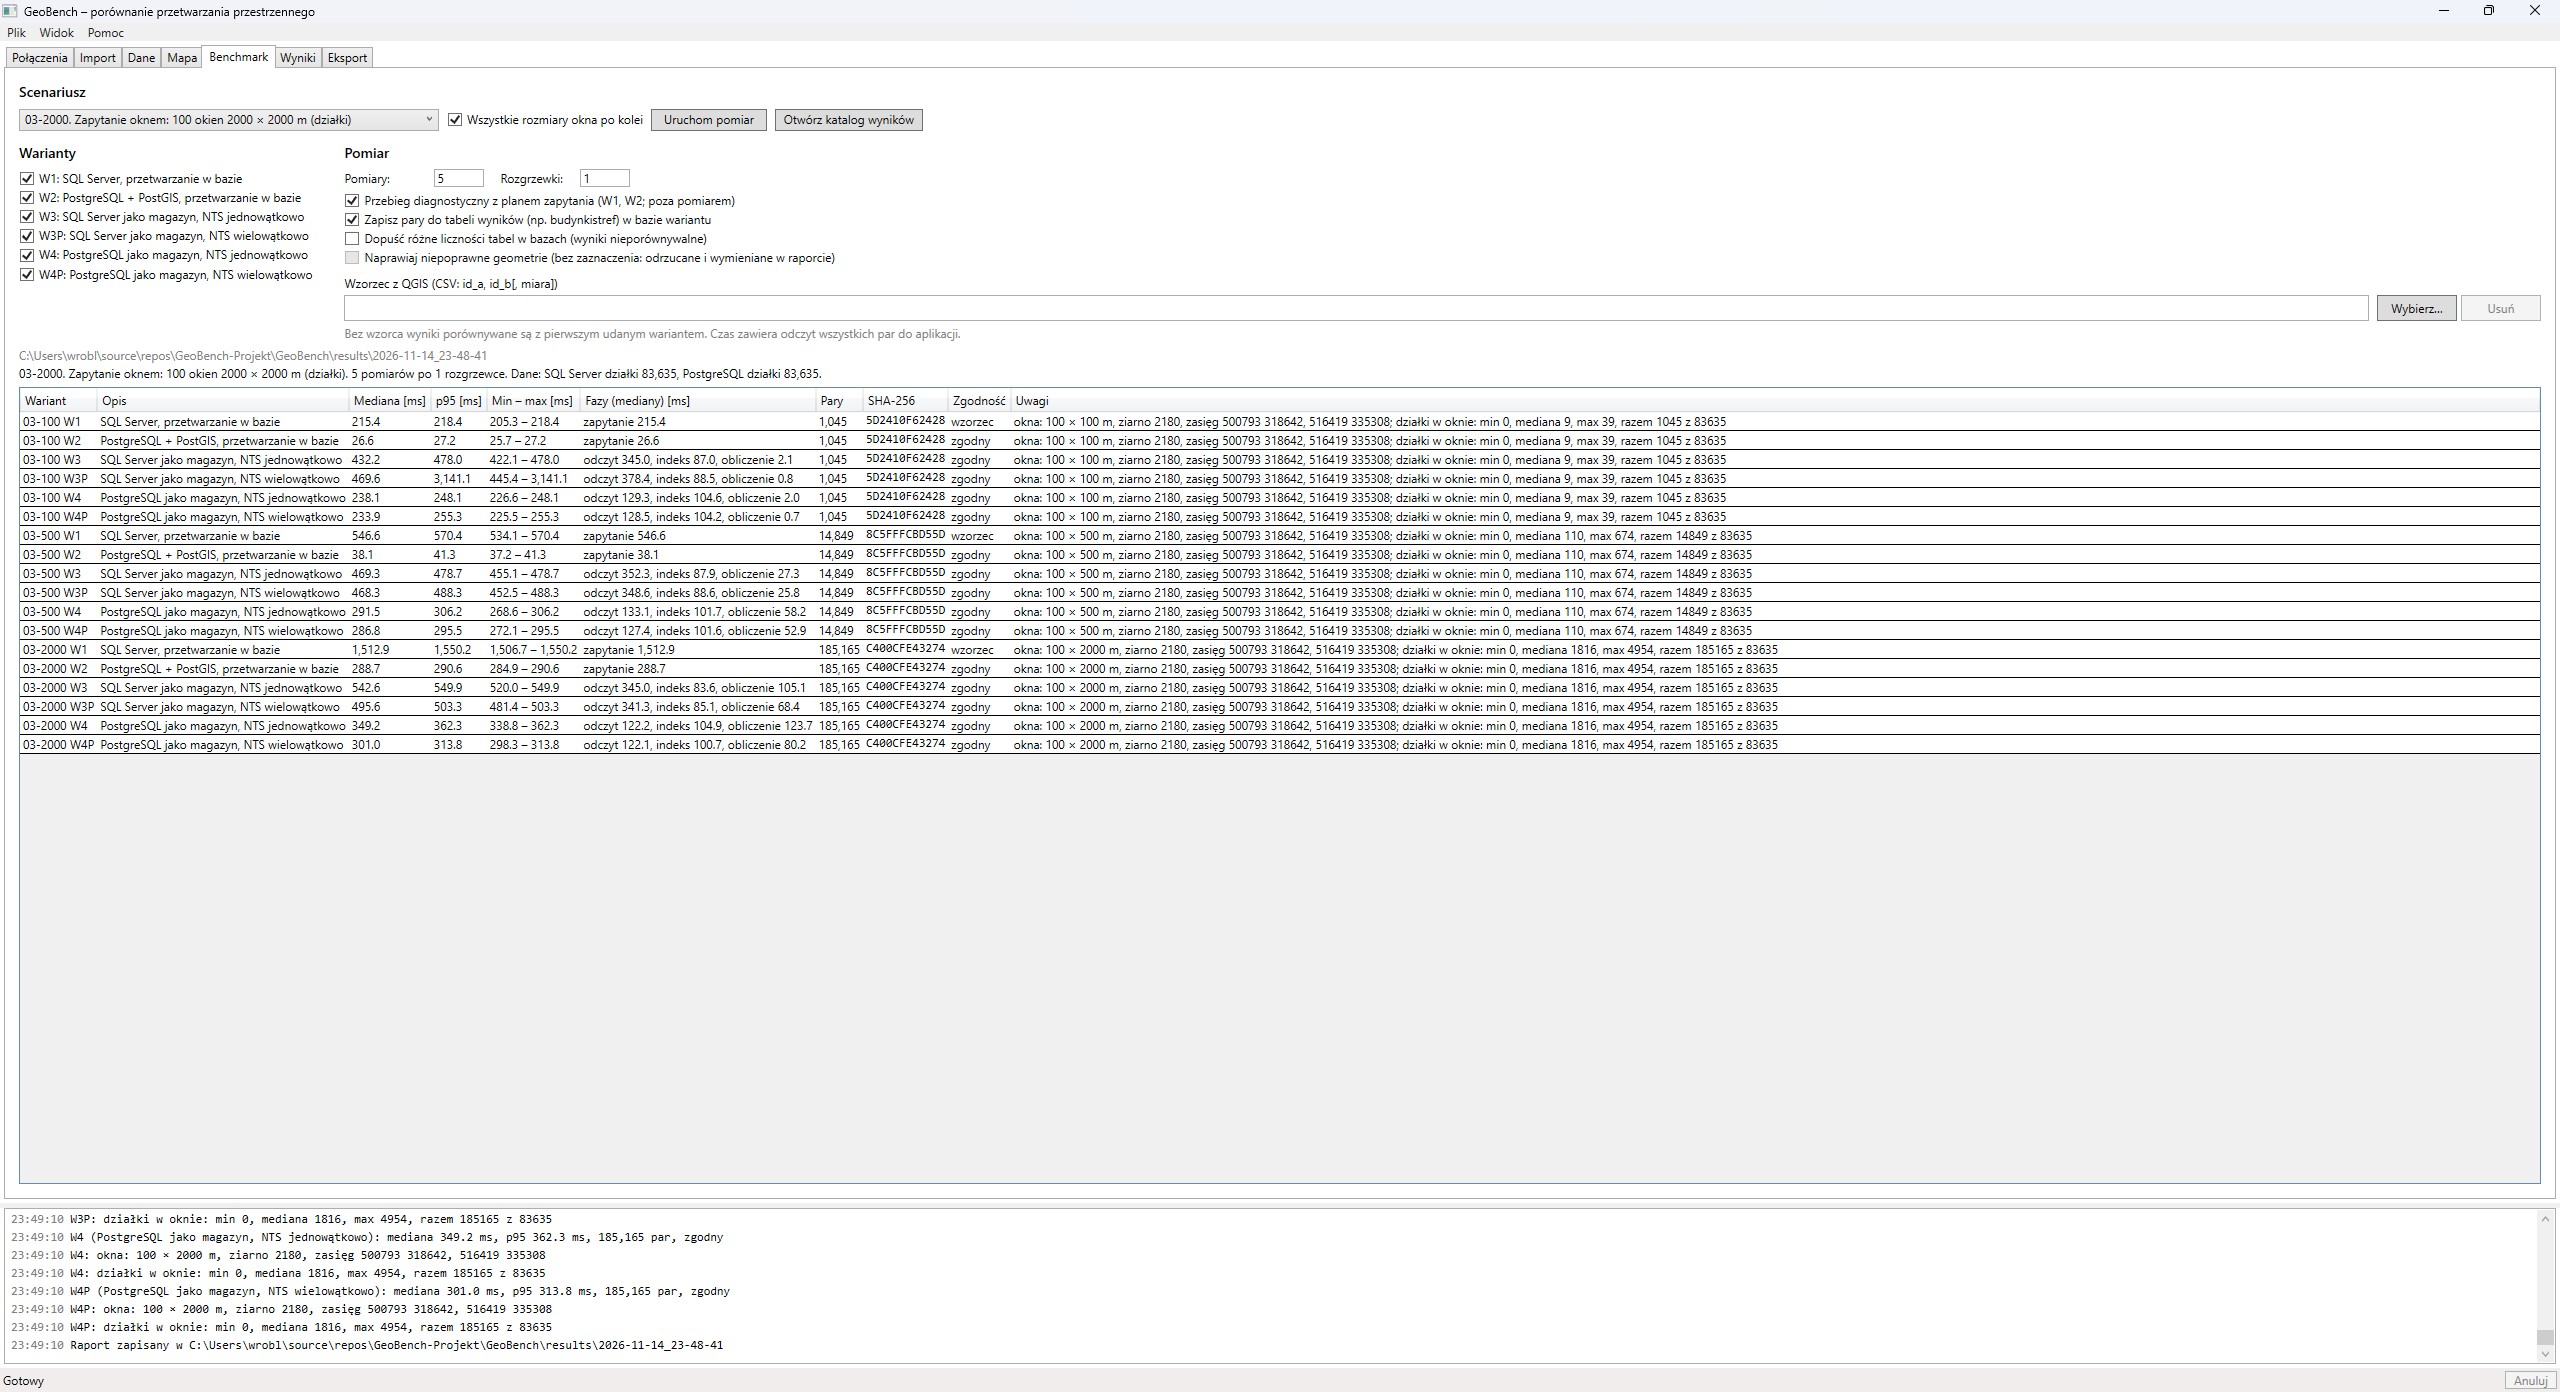 GeoBench – porównanie przetwarzania przestrzennego
Plik Widok Pomoc
Połączenia Import Dane Mapa Benchmark Wyniki Eksport
Scenariusz
03-2000. Zapytanie oknem: 100 okien 2000 × 2000 m (działki) Wszystkie rozmiary okna po kolei Uruchom pomiar Otwórz katalog wyników
Warianty
W1: SQL Server, przetwarzanie w bazie
W2: PostgreSQL + PostGIS, przetwarzanie w bazie
W3: SQL Server jako magazyn, NTS jednowątkowo
W3P: SQL Server jako magazyn, NTS wielowątkowo
W4: PostgreSQL jako magazyn, NTS jednowątkowo
W4P: PostgreSQL jako magazyn, NTS wielowątkowo
Pomiar
Pomiary: 5 Rozgrzewki: 1
Przebieg diagnostyczny z planem zapytania (W1, W2; poza pomiarem)
Zapisz pary do tabeli wyników (np. budynkistref) w bazie wariantu
Dopuść różne liczności tabel w bazach (wyniki nieporównywalne)
Naprawiaj niepoprawne geometrie (bez zaznaczenia: odrzucane i wymieniane w raporcie)
Wzorzec z QGIS (CSV: id_a, id_b[, miara])
Wybierz... Usuń
Bez wzorca wyniki porównywane są z pierwszym udanym wariantem. Czas zawiera odczyt wszystkich par do aplikacji.
C:\Users\wrobl\source\repos\GeoBench-Projekt\GeoBench\results\2026-11-14_23-48-41
03-2000. Zapytanie oknem: 100 okien 2000 × 2000 m (działki). 5 pomiarów po 1 rozgrzewce. Dane: SQL Server działki 83,635, PostgreSQL działki 83,635.
Wariant Opis Mediana [ms] p95 [ms] Min – max [ms] Fazy (mediany) [ms] Pary SHA-256 Zgodność Uwagi
03-100 W1 SQL Server, przetwarzanie w bazie 215.4 218.4 205.3 – 218.4 zapytanie 215.4 1,045 5D2410F62428 wzorzec okna: 100 × 100 m, ziarno 2180, zasięg 500793 318642, 516419 335308; działki w oknie: min 0, mediana 9, max 39, razem 1045 z 83635
03-100 W2 PostgreSQL + PostGIS, przetwarzanie w bazie 26.6 27.2 25.7 – 27.2 zapytanie 26.6 1,045 5D2410F62428 zgodny okna: 100 × 100 m, ziarno 2180, zasięg 500793 318642, 516419 335308; działki w oknie: min 0, mediana 9, max 39, razem 1045 z 83635
03-100 W3 SQL Server jako magazyn, NTS jednowątkowo 432.2 478.0 422.1 – 478.0 odczyt 345.0, indeks 87.0, obliczenie 2.1 1,045 5D2410F62428 zgodny okna: 100 × 100 m, ziarno 2180, zasięg 500793 318642, 516419 335308; działki w oknie: min 0, mediana 9, max 39, razem 1045 z 83635
03-100 W3P SQL Server jako magazyn, NTS wielowątkowo 469.6 3,141.1 445.4 – 3,141.1 odczyt 378.4, indeks 88.5, obliczenie 0.8 1,045 5D2410F62428 zgodny okna: 100 × 100 m, ziarno 2180, zasięg 500793 318642, 516419 335308; działki w oknie: min 0, mediana 9, max 39, razem 1045 z 83635
03-100 W4 PostgreSQL jako magazyn, NTS jednowątkowo 238.1 248.1 226.6 – 248.1 odczyt 129.3, indeks 104.6, obliczenie 2.0 1,045 5D2410F62428 zgodny okna: 100 × 100 m, ziarno 2180, zasięg 500793 318642, 516419 335308; działki w oknie: min 0, mediana 9, max 39, razem 1045 z 83635
03-100 W4P PostgreSQL jako magazyn, NTS wielowątkowo 233.9 255.3 225.5 – 255.3 odczyt 128.5, indeks 104.2, obliczenie 0.7 1,045 5D2410F62428 zgodny okna: 100 × 100 m, ziarno 2180, zasięg 500793 318642, 516419 335308; działki w oknie: min 0, mediana 9, max 39, razem 1045 z 83635
03-500 W1 SQL Server, przetwarzanie w bazie 546.6 570.4 534.1 – 570.4 zapytanie 546.6 14,849 8C5FFFCBD55D wzorzec okna: 100 × 500 m, ziarno 2180, zasięg 500793 318642, 516419 335308; działki w oknie: min 0, mediana 110, max 674, razem 14849 z 83635
03-500 W2 PostgreSQL + PostGIS, przetwarzanie w bazie 38.1 41.3 37.2 – 41.3 zapytanie 38.1 14,849 8C5FFFCBD55D zgodny okna: 100 × 500 m, ziarno 2180, zasięg 500793 318642, 516419 335308; działki w oknie: min 0, mediana 110, max 674, razem 14849 z 83635
03-500 W3 SQL Server jako magazyn, NTS jednowątkowo 469.3 478.7 455.1 – 478.7 odczyt 352.3, indeks 87.9, obliczenie 27.3 14,849 8C5FFFCBD55D zgodny okna: 100 × 500 m, ziarno 2180, zasięg 500793 318642, 516419 335308; działki w oknie: min 0, mediana 110, max 674, razem 14849 z 83635
03-500 W3P SQL Server jako magazyn, NTS wielowątkowo 468.3 488.3 452.5 – 488.3 odczyt 348.6, indeks 88.6, obliczenie 25.8 14,849 8C5FFFCBD55D zgodny okna: 100 × 500 m, ziarno 2180, zasięg 500793 318642, 516419 335308; działki w oknie: min 0, mediana 110, max 674, razem 14849 z 83635
03-500 W4 PostgreSQL jako magazyn, NTS jednowątkowo 291.5 306.2 268.6 – 306.2 odczyt 133.1, indeks 101.7, obliczenie 58.2 14,849 8C5FFFCBD55D zgodny okna: 100 × 500 m, ziarno 2180, zasięg 500793 318642, 516419 335308; działki w oknie: min 0, mediana 110, max 674, razem 14849 z 83635
03-500 W4P PostgreSQL jako magazyn, NTS wielowątkowo 286.8 295.5 272.1 – 295.5 odczyt 127.4, indeks 101.6, obliczenie 52.9 14,849 8C5FFFCBD55D zgodny okna: 100 × 500 m, ziarno 2180, zasięg 500793 318642, 516419 335308; działki w oknie: min 0, mediana 110, max 674, razem 14849 z 83635
03-2000 W1 SQL Server, przetwarzanie w bazie 1,512.9 1,550.2 1,506.7 – 1,550.2 zapytanie 1,512.9 185,165 C400CFE43274 wzorzec okna: 100 × 2000 m, ziarno 2180, zasięg 500793 318642, 516419 335308; działki w oknie: min 0, mediana 1816, max 4954, razem 185165 z 83635
03-2000 W2 PostgreSQL + PostGIS, przetwarzanie w bazie 288.7 290.6 284.9 – 290.6 zapytanie 288.7 185,165 C400CFE43274 zgodny okna: 100 × 2000 m, ziarno 2180, zasięg 500793 318642, 516419 335308; działki w oknie: min 0, mediana 1816, max 4954, razem 185165 z 83635
03-2000 W3 SQL Server jako magazyn, NTS jednowątkowo 542.6 549.9 520.0 – 549.9 odczyt 345.0, indeks 83.6, obliczenie 105.1 185,165 C400CFE43274 zgodny okna: 100 × 2000 m, ziarno 2180, zasięg 500793 318642, 516419 335308; działki w oknie: min 0, mediana 1816, max 4954, razem 185165 z 83635
03-2000 W3P SQL Server jako magazyn, NTS wielowątkowo 495.6 503.3 481.4 – 503.3 odczyt 341.3, indeks 85.1, obliczenie 68.4 185,165 C400CFE43274 zgodny okna: 100 × 2000 m, ziarno 2180, zasięg 500793 318642, 516419 335308; działki w oknie: min 0, mediana 1816, max 4954, razem 185165 z 83635
03-2000 W4 PostgreSQL jako magazyn, NTS jednowątkowo 349.2 362.3 338.8 – 362.3 odczyt 122.2, indeks 104.9, obliczenie 123.7 185,165 C400CFE43274 zgodny okna: 100 × 2000 m, ziarno 2180, zasięg 500793 318642, 516419 335308; działki w oknie: min 0, mediana 1816, max 4954, razem 185165 z 83635
03-2000 W4P PostgreSQL jako magazyn, NTS wielowątkowo 301.0 313.8 298.3 – 313.8 odczyt 122.1, indeks 100.7, obliczenie 80.2 185,165 C400CFE43274 zgodny okna: 100 × 2000 m, ziarno 2180, zasięg 500793 318642, 516419 335308; działki w oknie: min 0, mediana 1816, max 4954, razem 185165 z 83635
23:49:10 W3P: działki w oknie: min 0, mediana 1816, max 4954, razem 185165 z 83635
23:49:10 W4 (PostgreSQL jako magazyn, NTS jednowątkowo): mediana 349.2 ms, p95 362.3 ms, 185,165 par, zgodny
23:49:10 W4: okna: 100 × 2000 m, ziarno 2180, zasięg 500793 318642, 516419 335308
23:49:10 W4: działki w oknie: min 0, mediana 1816, max 4954, razem 185165 z 83635
23:49:10 W4P (PostgreSQL jako magazyn, NTS wielowątkowo): mediana 301.0 ms, p95 313.8 ms, 185,165 par, zgodny
23:49:10 W4P: okna: 100 × 2000 m, ziarno 2180, zasięg 500793 318642, 516419 335308
23:49:10 W4P: działki w oknie: min 0, mediana 1816, max 4954, razem 185165 z 83635
23:49:10 Raport zapisany w C:\Users\wrobl\source\repos\GeoBench-Projekt\GeoBench\results\2026-11-14_23-48-41
Gotowy Anuluj